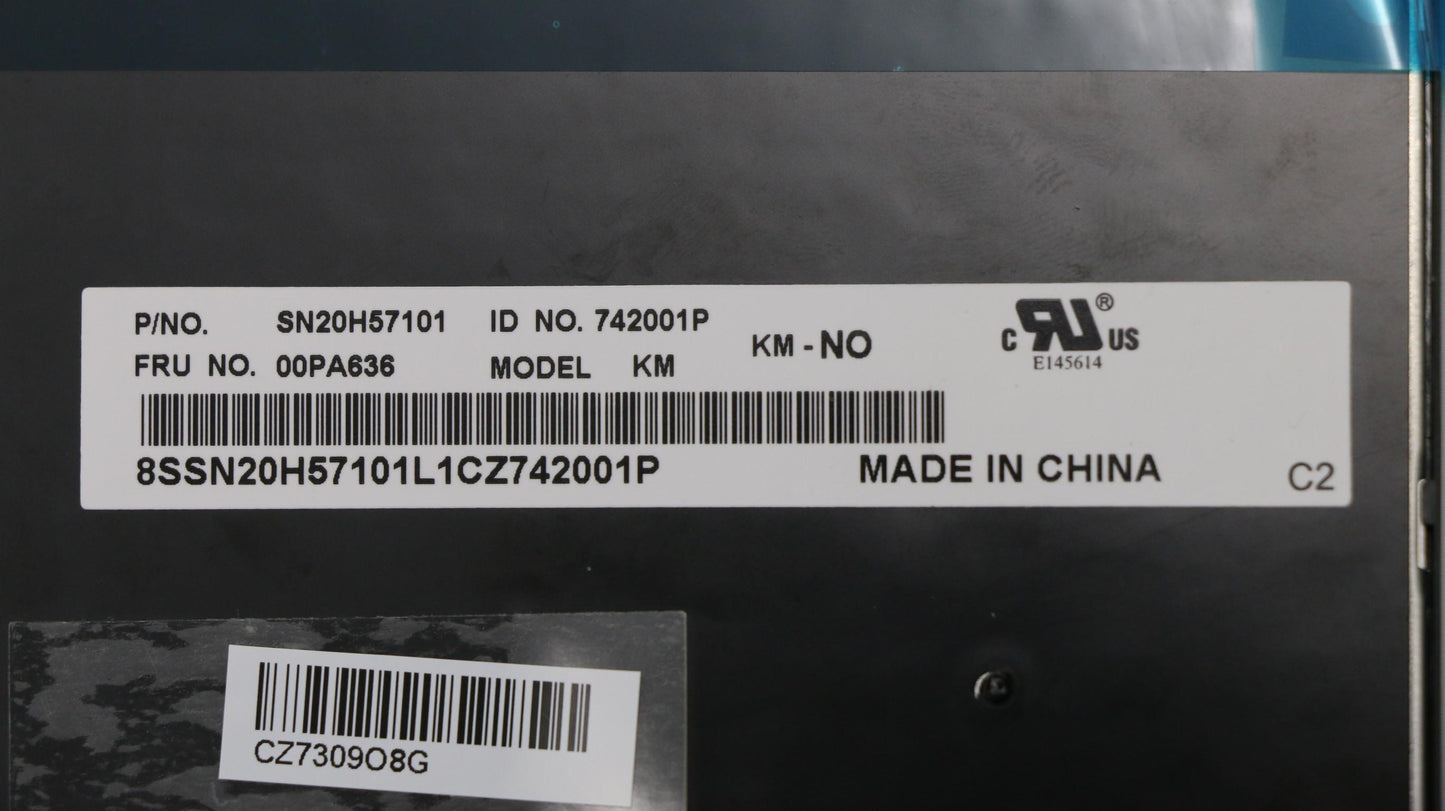 P/NO. SN20H57101 ID NO. 742001P
FRU NO. 00PA636 MODEL KM
KM - NO
c RU ® US
E145614
8SSN20H57101L1CZ742001P
MADE IN CHINA
C2
CZ7309O8G